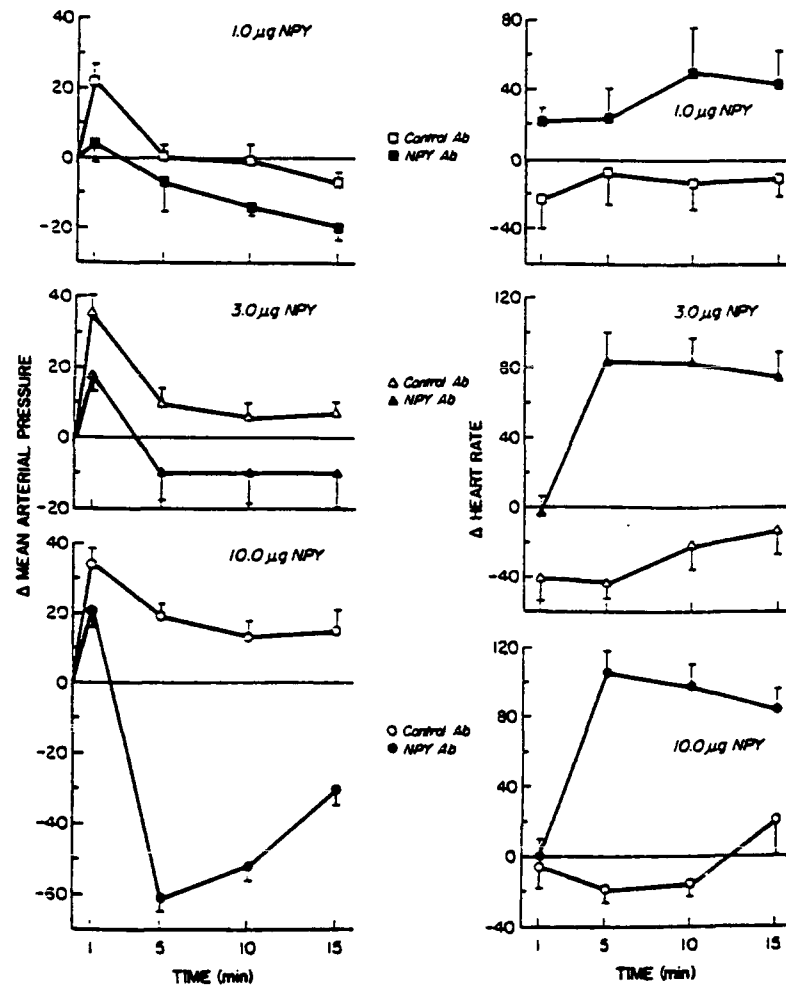 1.0 µg NPY
40
20
0
-20
Control Ab
NPY Ab
80
40
0
-40
1.0 µg NPY
Δ MEAN ARTERIAL PRESSURE
3.0 µg NPY
40
20
0
-20
Control Ab
NPY Ab
Δ HEART RATE
3.0 µg NPY
120
80
40
0
-40
10.0 µg NPY
40
20
0
-20
-40
-60
1
5
10
15
TIME (min)
Control Ab
NPY Ab
120
80
40
0
-40
10.0 µg NPY
1
5
10
15
TIME (min)